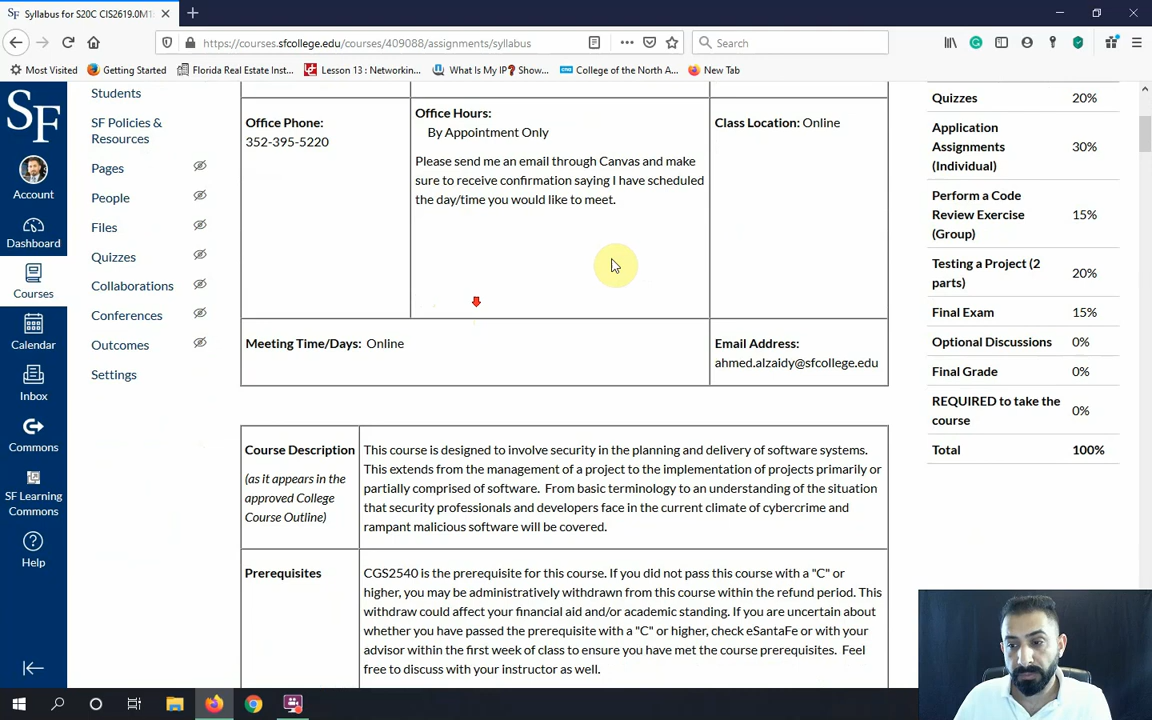 Syllabus for S20C CIS2619.0M1
https://courses.sfcollege.edu/courses/409088/assignments/syllabus
Search
Most Visited
Getting Started
Florida Real Estate Inst...
Lesson 13 : Networkin...
What Is My IP? Show...
College of the North A...
New Tab
SF
Account
Dashboard
Courses
Calendar
Inbox
Commons
SF Learning
Commons
Help
Students
SF Policies &
Resources
Pages
People
Files
Quizzes
Collaborations
Conferences
Outcomes
Settings
Office Phone:
352-395-5220
Office Hours:
By Appointment Only
Please send me an email through Canvas and make
sure to receive confirmation saying I have scheduled
the day/time you would like to meet.
Class Location: Online
Meeting Time/Days: Online
Email Address:
ahmed.alzaidy@sfcollege.edu
Course Description
(as it appears in the
approved College
Course Outline)
This course is designed to involve security in the planning and delivery of software systems.
This extends from the management of a project to the implementation of projects primarily or
partially comprised of software. From basic terminology to an understanding of the situation
that security professionals and developers face in the current climate of cybercrime and
rampant malicious software will be covered.
Prerequisites
CGS2540 is the prerequisite for this course. If you did not pass this course with a "C" or
higher, you may be administratively withdrawn from this course within the refund period. This
withdraw could affect your financial aid and/or academic standing. If you are uncertain about
whether you have passed the prerequisite with a "C" or higher, check eSantaFe or with your
advisor within the first week of class to ensure you have met the course prerequisites. Feel
free to discuss with your instructor as well.
Quizzes 20%
Application
Assignments 30%
(Individual)
Perform a Code
Review Exercise 15%
(Group)
Testing a Project (2 20%
parts)
Final Exam 15%
Optional Discussions 0%
Final Grade 0%
REQUIRED to take the 0%
course
Total 100%